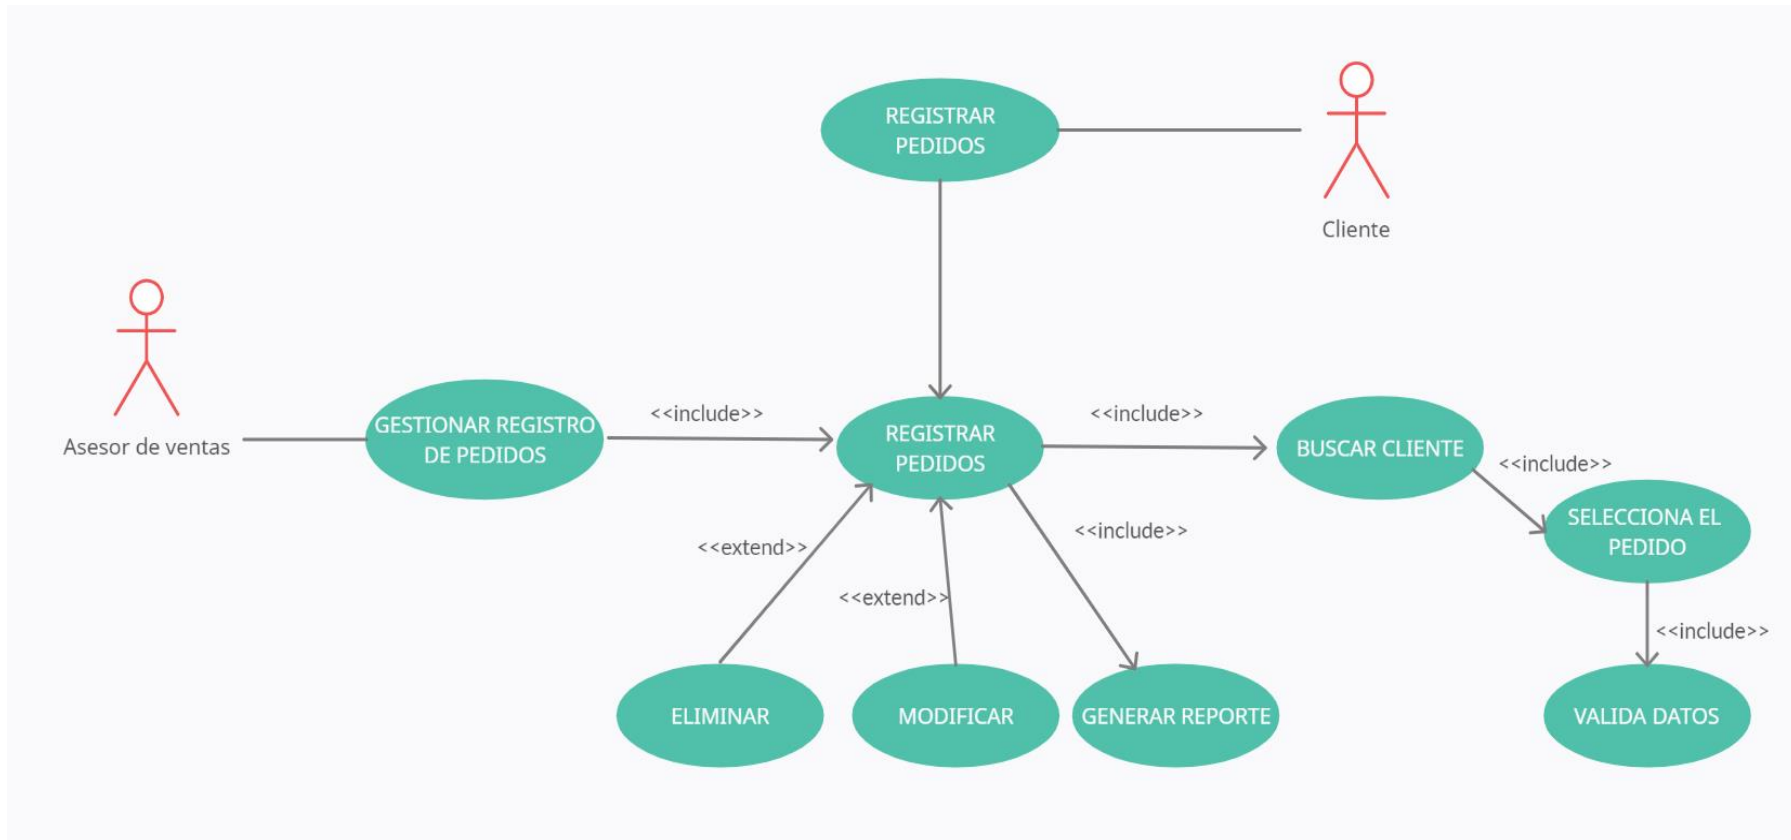 REGISTRAR
PEDIDOS
Cliente
Asesor de ventas
GESTIONAR REGISTRO
DE PEDIDOS
<<include>>
REGISTRAR
PEDIDOS
<<include>>
BUSCAR CLIENTE
<<include>>
SELECCIONA EL
PEDIDO
<<extend>>
<<extend>>
<<include>>
<<include>>
ELIMINAR
MODIFICAR
GENERAR REPORTE
VALIDA DATOS